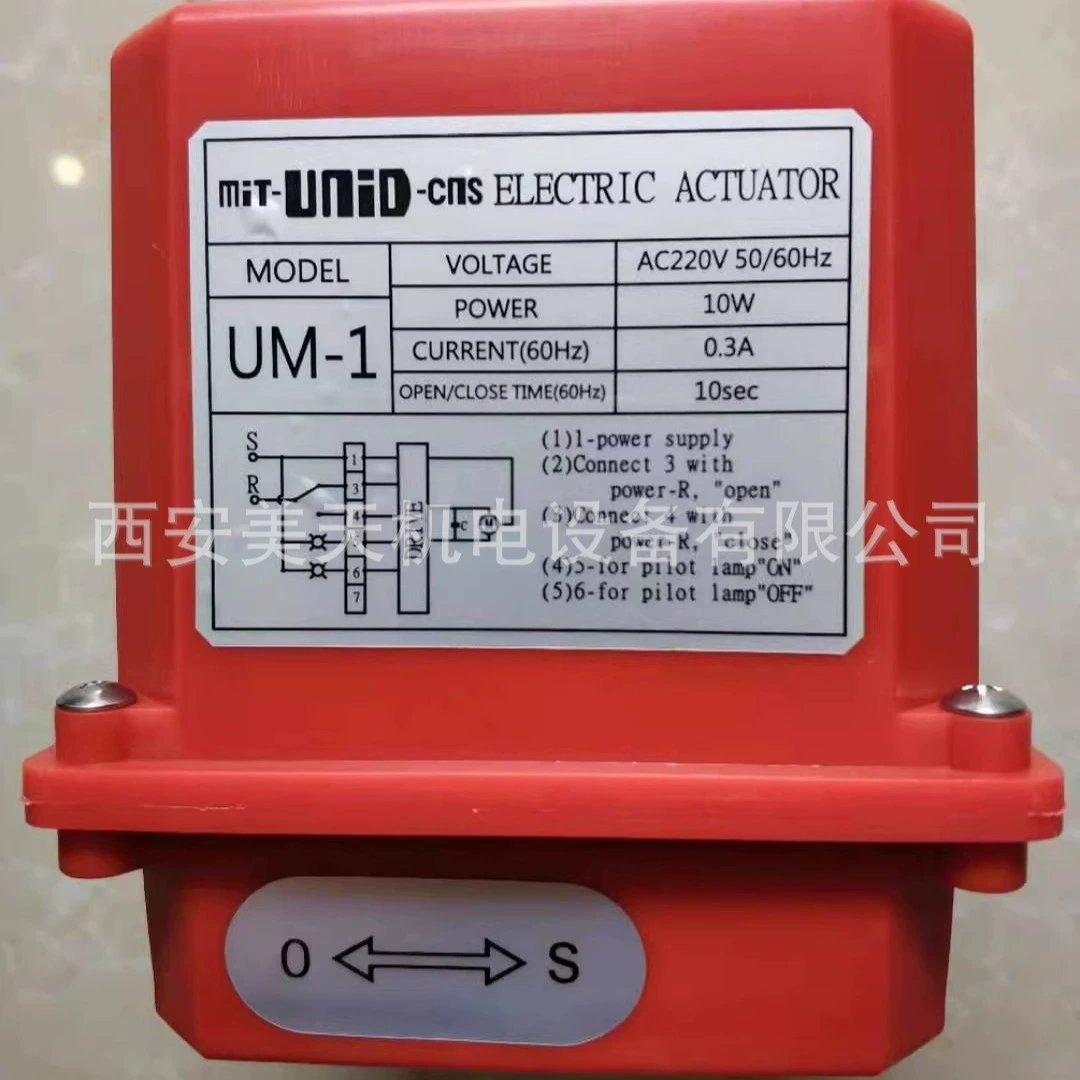 MiT-UNiD-CNS ELECTRIC ACTUATOR
MODEL
UM-1
VOLTAGE AC220V 50/60Hz
POWER 10W
CURRENT(60Hz) 0.3A
OPEN/CLOSE TIME(60Hz) 10sec
S
R
1
3
4
5
6
7
DRIVE
C
M
(1)1-power supply
(2)Connect 3 with
power-R, "open"
(3)Connect 4 with
power-R, "close"
(4)5-for pilot lamp"ON"
(5)6-for pilot lamp"OFF"
西安美天机电设备有限公司
O S